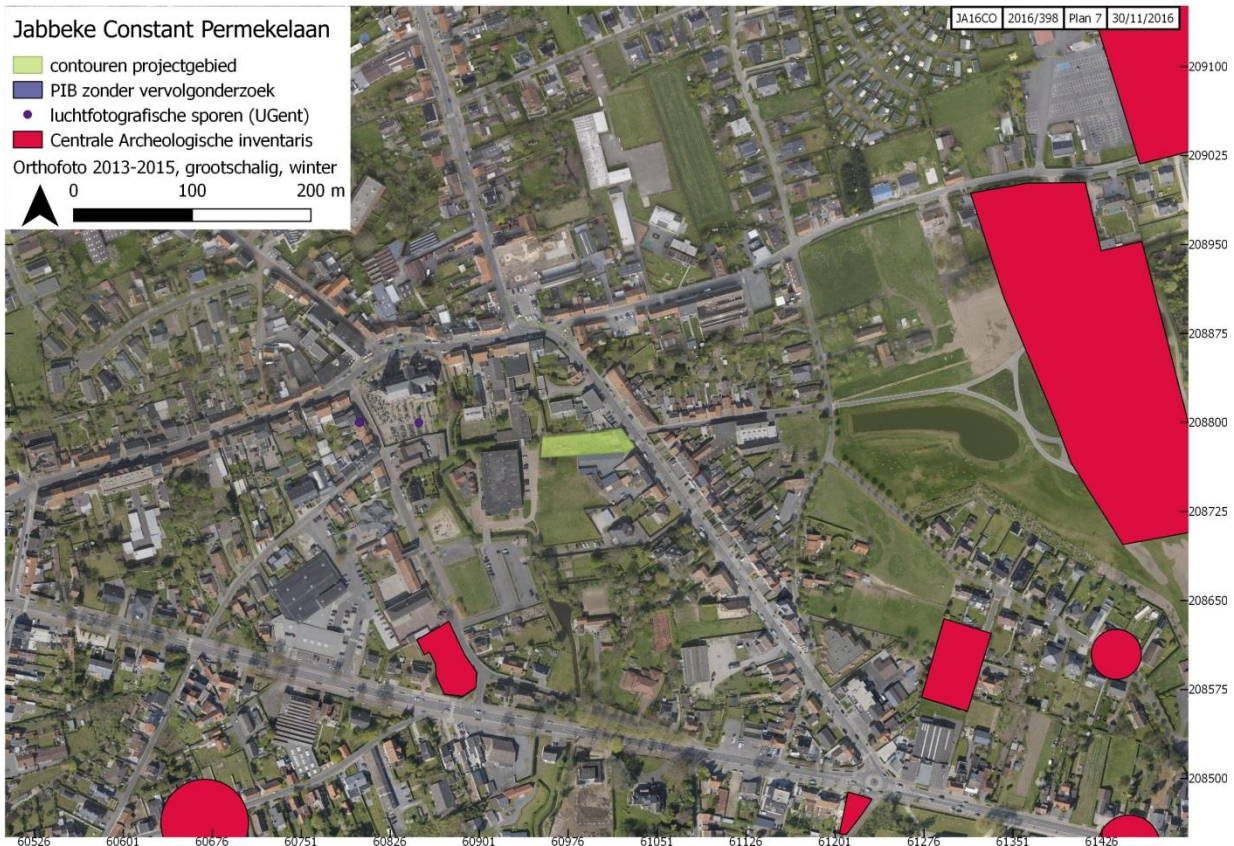 Jabbeke Constant Permekelaan
contouren projectgebied
PIB zonder vervolgonderzoek
luchtfotografische sporen (UGent)
Centrale Archeologische inventaris
Orthofoto 2013-2015, grootschalig, winter
0 100 200 m
JA16CO 2016/398 Plan 7 30/11/2016
209100
209025
208950
208875
208800
208725
208650
208575
208500
60526 60601 60676 60751 60826 60901 60976 61051 61126 61201 61276 61351 61426